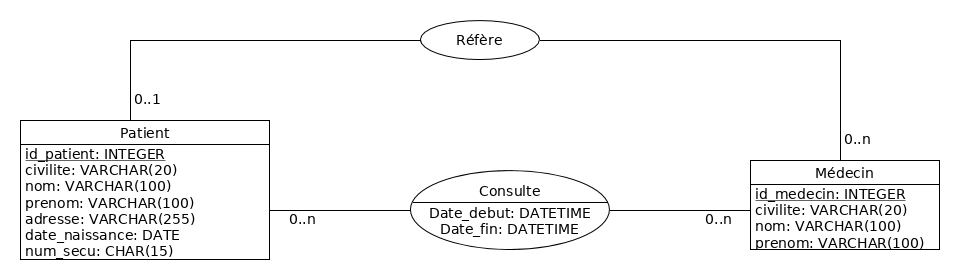 Réfère
0..1
0..n
Patient
id_patient: INTEGER
civilite: VARCHAR(20)
nom: VARCHAR(100)
prenom: VARCHAR(100)
adresse: VARCHAR(255)
date_naissance: DATE
num_secu: CHAR(15)
0..n
Consulte
Date_debut: DATETIME
Date_fin: DATETIME
0..n
Médecin
id_medecin: INTEGER
civilite: VARCHAR(20)
nom: VARCHAR(100)
prenom: VARCHAR(100)